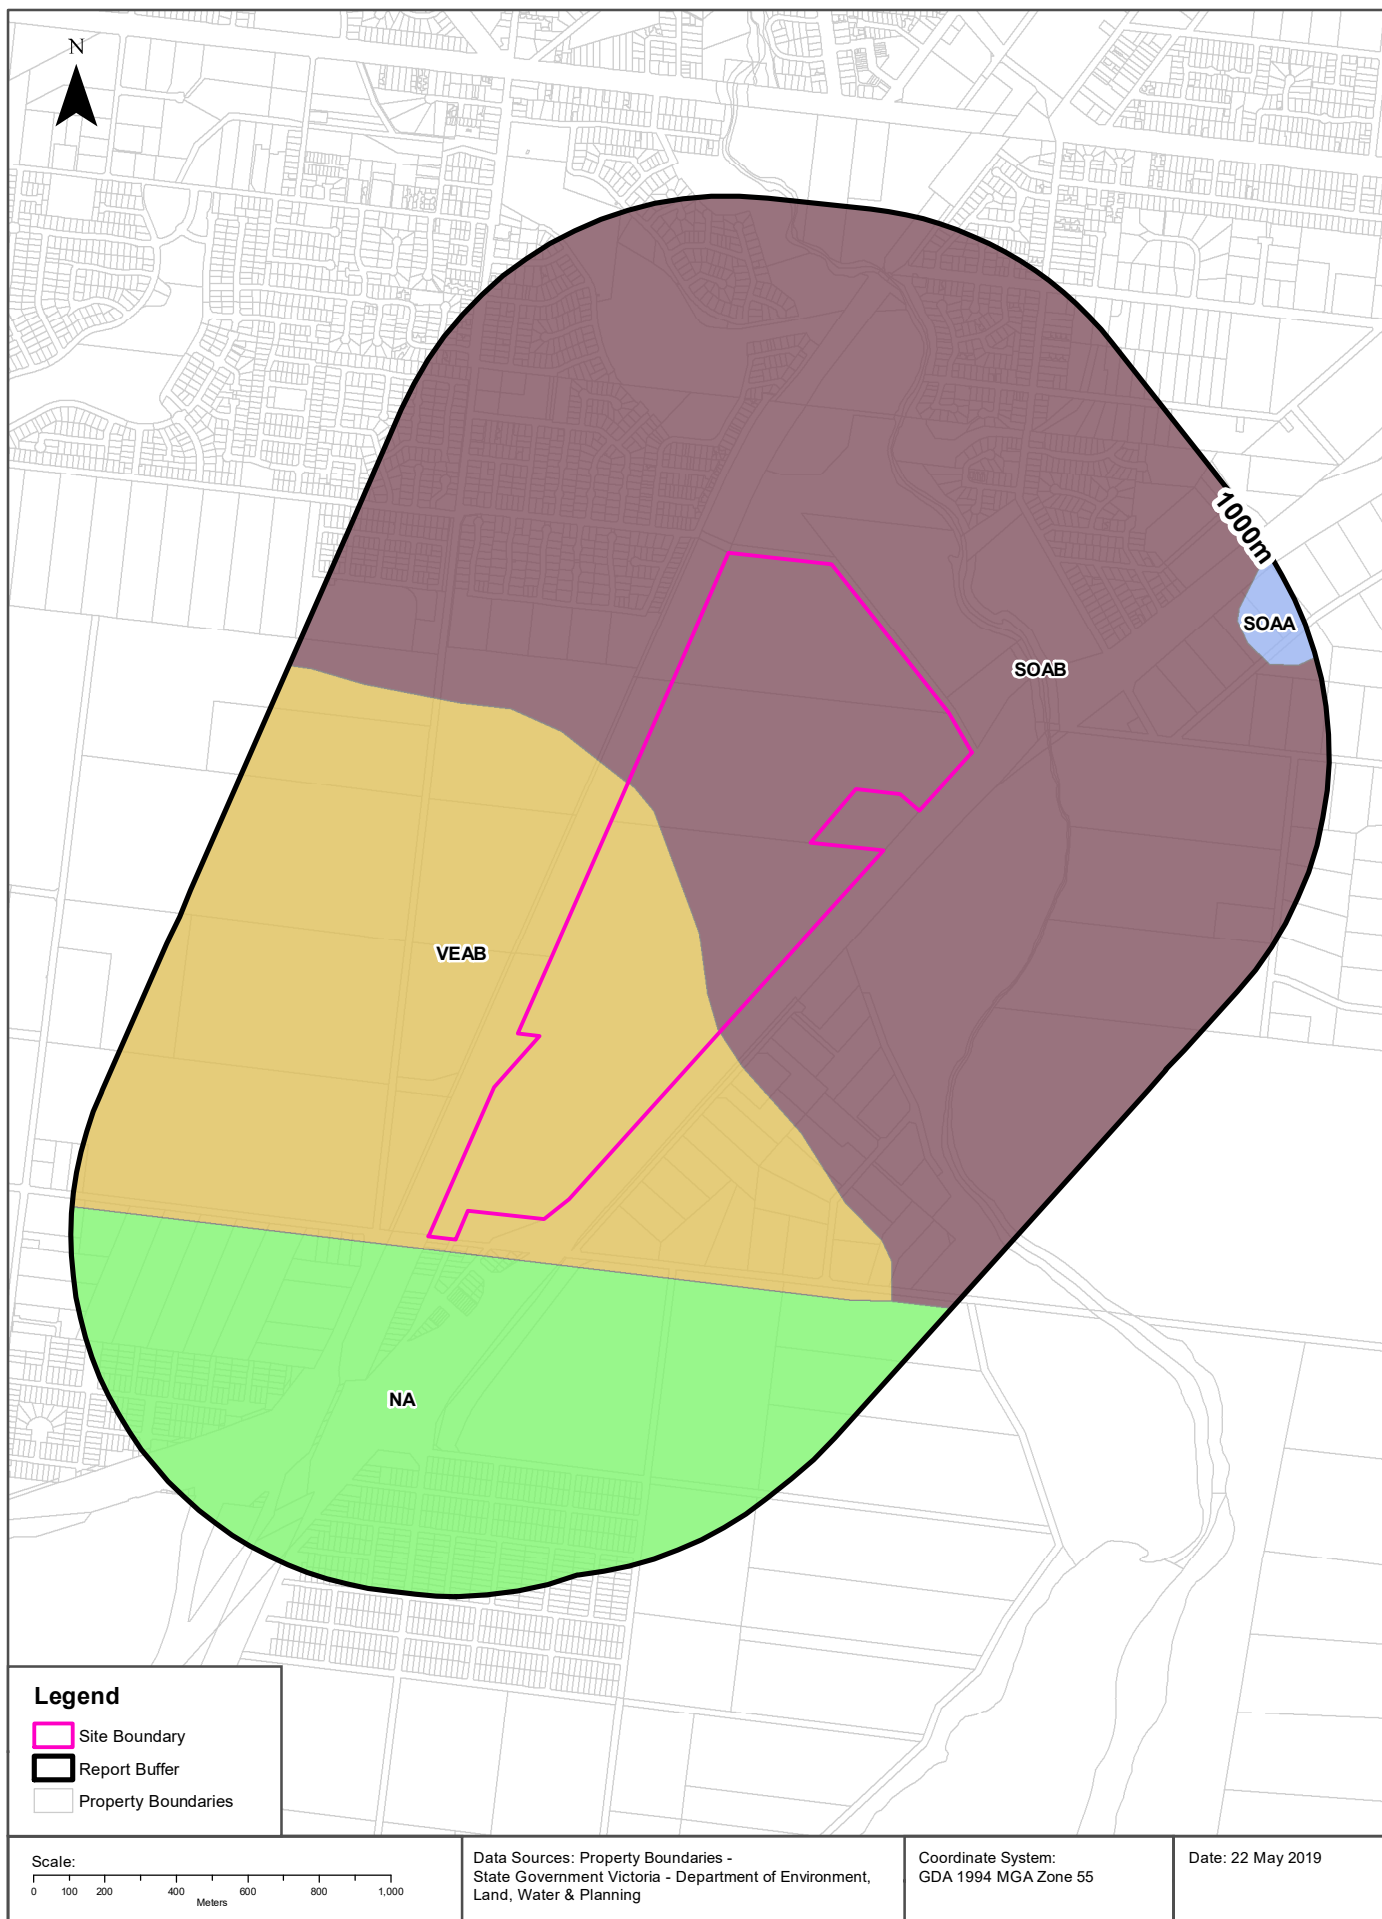 N
1000m
SOAA
SOAB
VEAB
NA
Legend
Site Boundary
Report Buffer
Property Boundaries
Scale:
0 100 200 400 600 800 1,000
Meters
Data Sources: Property Boundaries -
State Government Victoria - Department of Environment,
Land, Water & Planning
Coordinate System:
GDA 1994 MGA Zone 55
Date: 22 May 2019